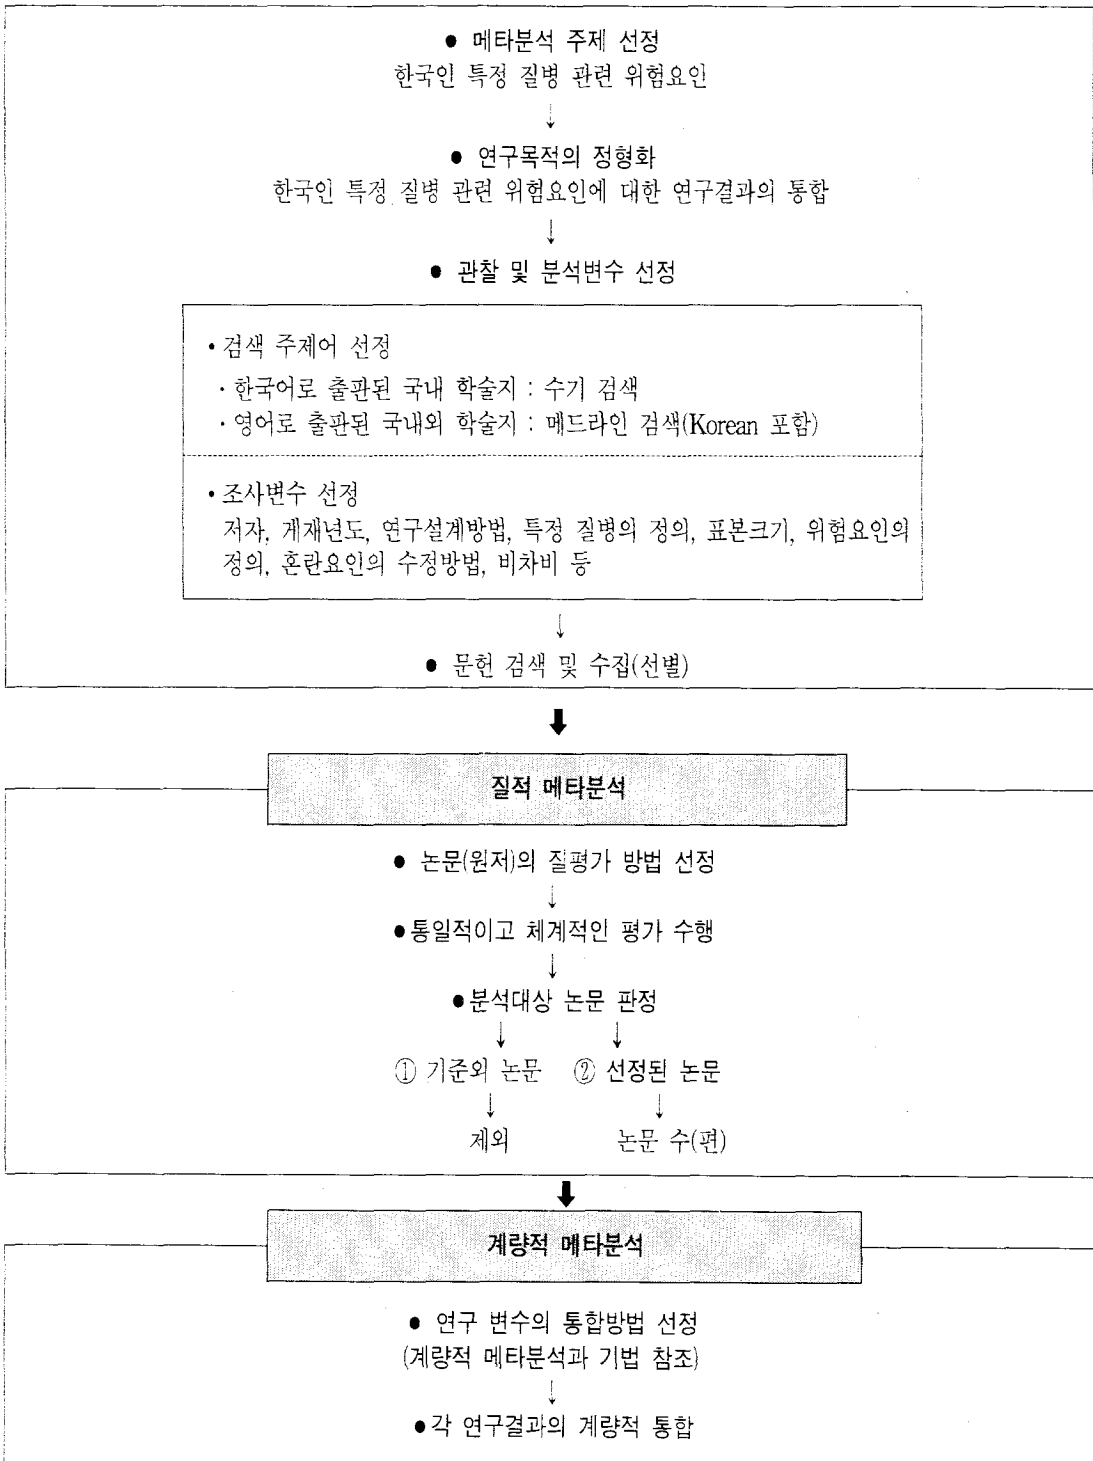 ● 메타분석 주제 선정
한국인 특정 질병 관련 위험요인
↓
● 연구목적의 정형화
한국인 특정 질병 관련 위험요인에 대한 연구결과의 통합
↓
● 관찰 및 분석변수 선정
• 검색 주제어 선정
· 한국어로 출판된 국내 학술지 : 수기 검색
· 영어로 출판된 국내외 학술지 : 메드라인 검색(Korean 포함)
• 조사변수 선정
저자, 게재년도, 연구설계방법, 특정 질병의 정의, 표본크기, 위험요인의
정의, 혼란요인의 수정방법, 비차비 등
↓
● 문헌 검색 및 수집(선별)
⬇
질적 메타분석
● 논문(원저)의 질평가 방법 선정
↓
●통일적이고 체계적인 평가 수행
↓
●분석대상 논문 판정
↓ ↓
① 기준외 논문 ② 선정된 논문
↓ ↓
제외 논문 수(편)
⬇
계량적 메타분석
● 연구 변수의 통합방법 선정
(계량적 메타분석과 기법 참조)
↓
●각 연구결과의 계량적 통합